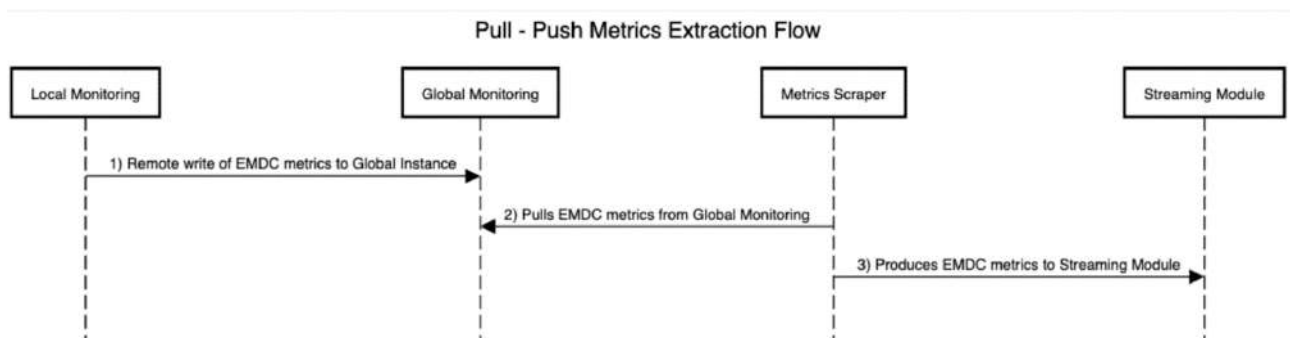 Pull - Push Metrics Extraction Flow
Local Monitoring
Global Monitoring
Metrics Scraper
Streaming Module
1) Remote write of EMDC metrics to Global Instance
2) Pulls EMDC metrics from Global Monitoring
3) Produces EMDC metrics to Streaming Module